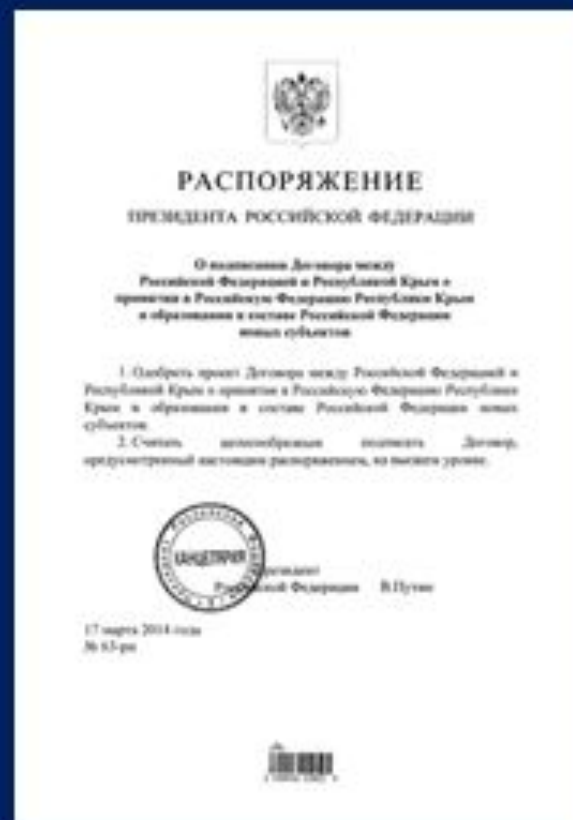 РАСПОРЯЖЕНИЕ
ПРЕЗИДЕНТА РОССИЙСКОЙ ФЕДЕРАЦИИ
О подписании Договора между
Российской Федерацией и Республикой Крым о
принятии в Российскую Федерацию Республики Крым
и образовании в составе Российской Федерации
новых субъектов
1. Одобрить проект Договора между Российской Федерацией и
Республикой Крым о принятии в Российскую Федерацию Республики
Крым и образовании в составе Российской Федерации новых
субъектов.
2. Считать целесообразным подписать Договор,
предусмотренный настоящим распоряжением, на высшем уровне.
КАНЦЕЛЯРИЯ
Президент
Российской Федерации В.Путин
17 марта 2014 года
№ 63-рп